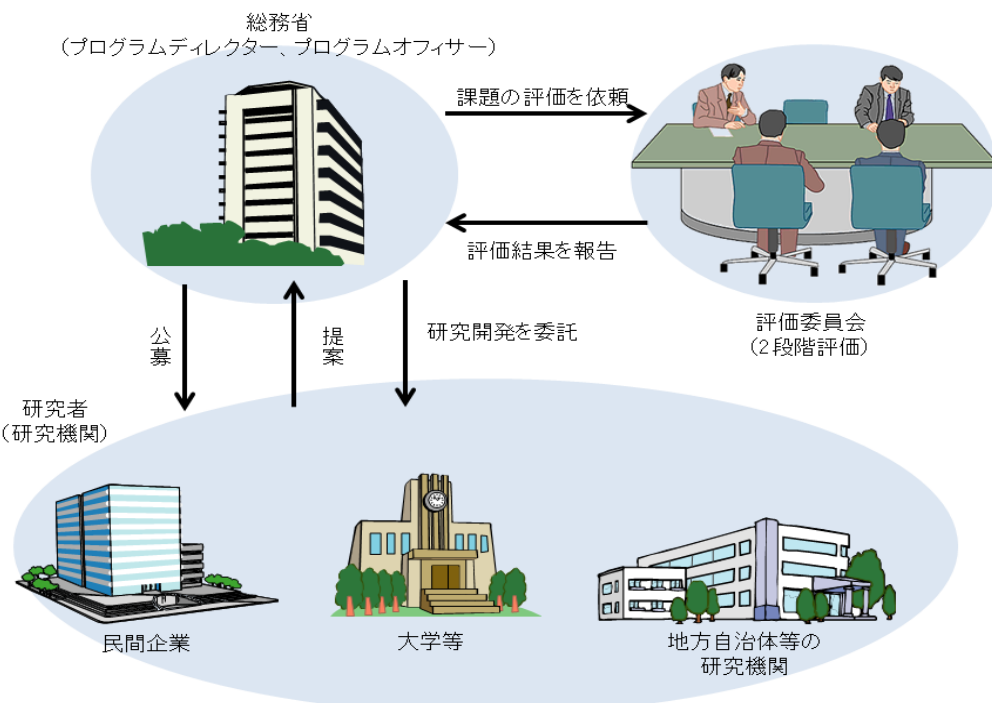 総務省
（プログラムディレクター、プログラムオフィサー）
課題の評価を依頼
評価結果を報告
評価委員会
（2段階評価）
公募
提案
研究開発を委託
研究者
（研究機関）
民間企業
大学等
地方自治体等の
研究機関